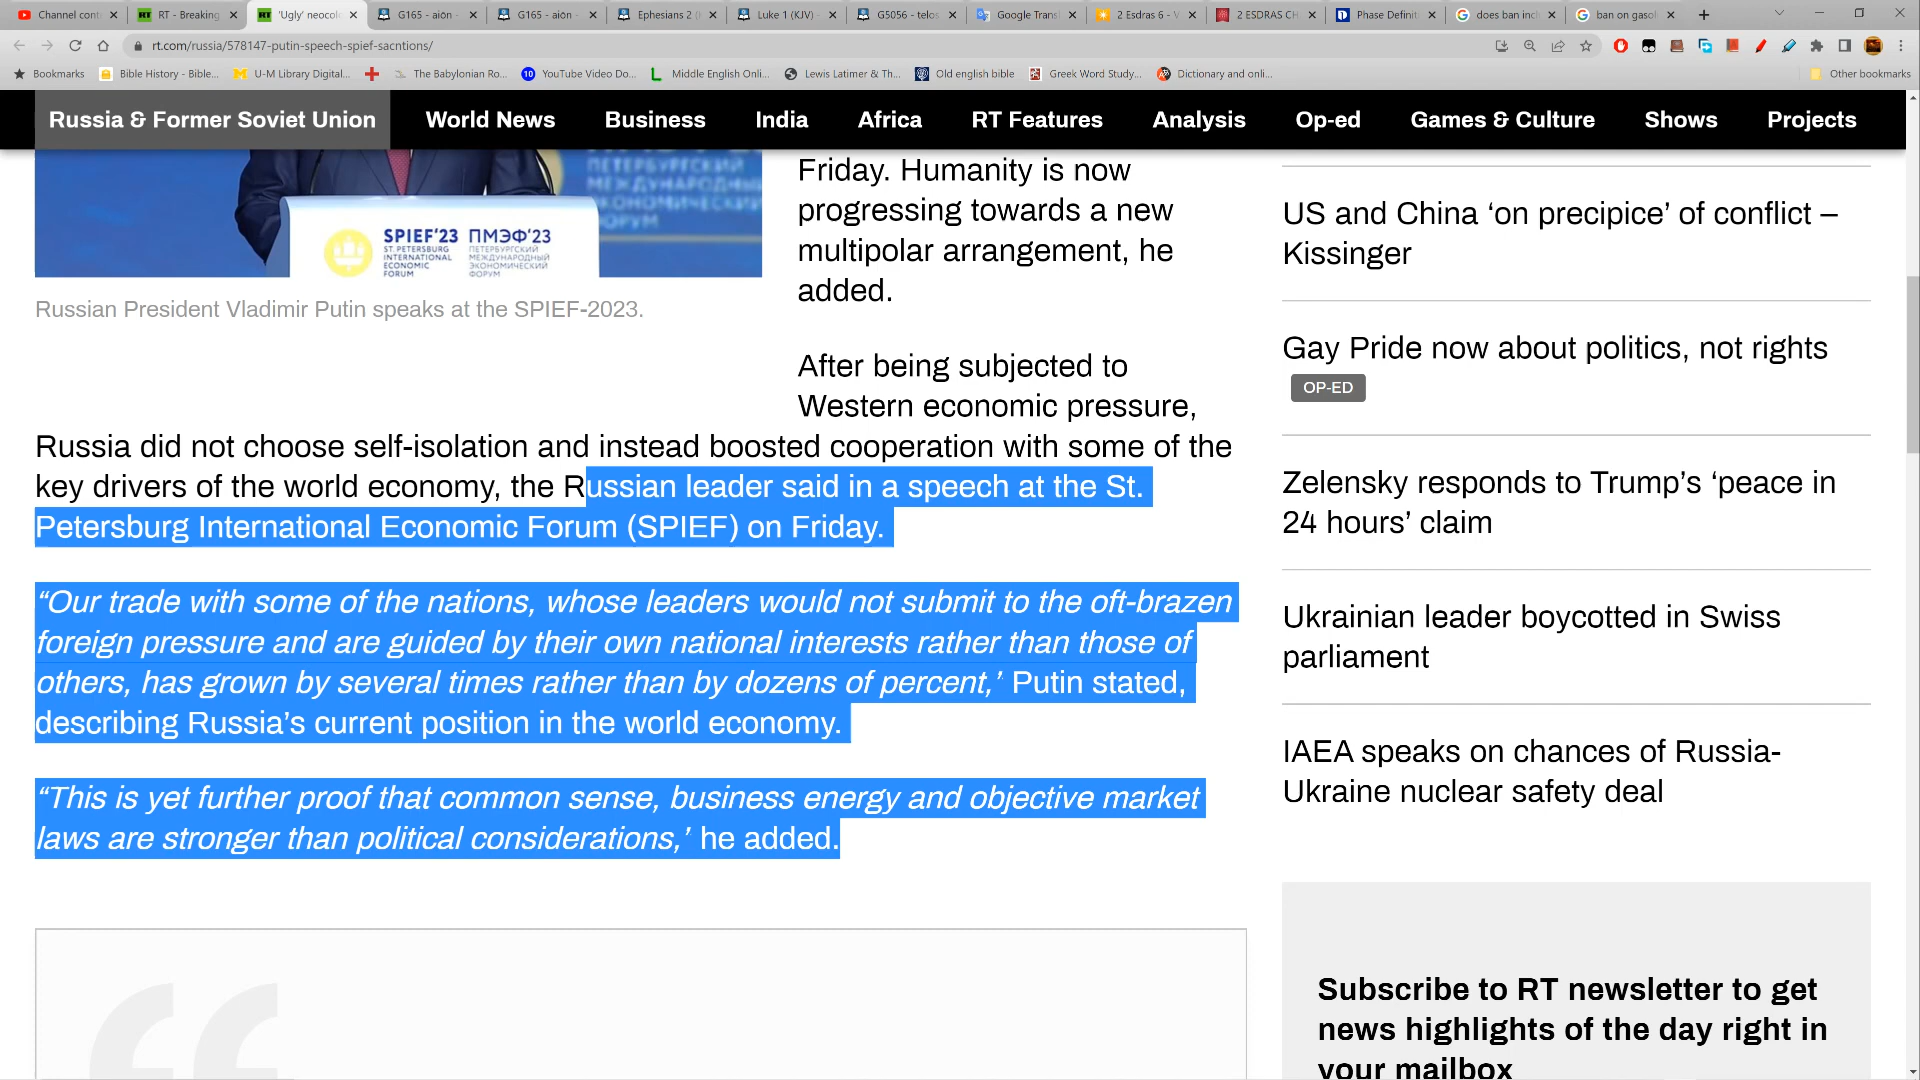 Channel cont
RT - Breaking
'Ugly' neocolo
G165 - aiōn -
G165 - aiōn -
Ephesians 2 (
Luke 1 (KJV) -
G5056 - telos
Google Trans
2 Esdras 6 - V
2 ESDRAS CH
Phase Definit
does ban incl
ban on gasol
rt.com/russia/578147-putin-speech-spief-sacntions/
Bookmarks
Bible History - Bible...
U-M Library Digital...
The Babylonian Ro...
YouTube Video Do...
Middle English Onli...
Lewis Latimer & Th...
Old english bible
Greek Word Study...
Dictionary and onli...
Other bookmarks
Russia & Former Soviet Union
World News
Business
India
Africa
RT Features
Analysis
Op-ed
Games & Culture
Shows
Projects
ПЕТЕРБУРГСКИЙ
МЕЖДУНАРОДНЫЙ
ЭКОНОМИЧЕСКИЙ
ФОРУМ
SPIEF'23
ST. PETERSBURG
INTERNATIONAL
ECONOMIC
FORUM
ПМЭФ'23
ПЕТЕРБУРГСКИЙ
МЕЖДУНАРОДНЫЙ
ЭКОНОМИЧЕСКИЙ
ФОРУМ
Russian President Vladimir Putin speaks at the SPIEF-2023.
Friday. Humanity is now
progressing towards a new
multipolar arrangement, he
added.
After being subjected to
Western economic pressure,
Russia did not choose self-isolation and instead boosted cooperation with some of the
key drivers of the world economy, the Russian leader said in a speech at the St.
Petersburg International Economic Forum (SPIEF) on Friday.
“Our trade with some of the nations, whose leaders would not submit to the oft-brazen
foreign pressure and are guided by their own national interests rather than those of
others, has grown by several times rather than by dozens of percent,’ Putin stated,
describing Russia’s current position in the world economy.
“This is yet further proof that common sense, business energy and objective market
laws are stronger than political considerations,’ he added.
US and China ‘on precipice’ of conflict –
Kissinger
Gay Pride now about politics, not rights
OP-ED
Zelensky responds to Trump’s ‘peace in
24 hours’ claim
Ukrainian leader boycotted in Swiss
parliament
IAEA speaks on chances of Russia-
Ukraine nuclear safety deal
Subscribe to RT newsletter to get
news highlights of the day right in
your mailbox